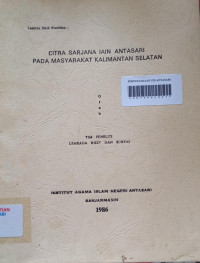 CITRA SARJANA IAIN ANTASARI
PADA MASYARAKAT KALIMANTAN SELATAN
O
l
e
h
TIM PENELITI
LEMBAGA RISET DAN SURVAI
INSTITUT AGAMA ISLAM NEGERI ANTASARI
BANJARMASIN
1986